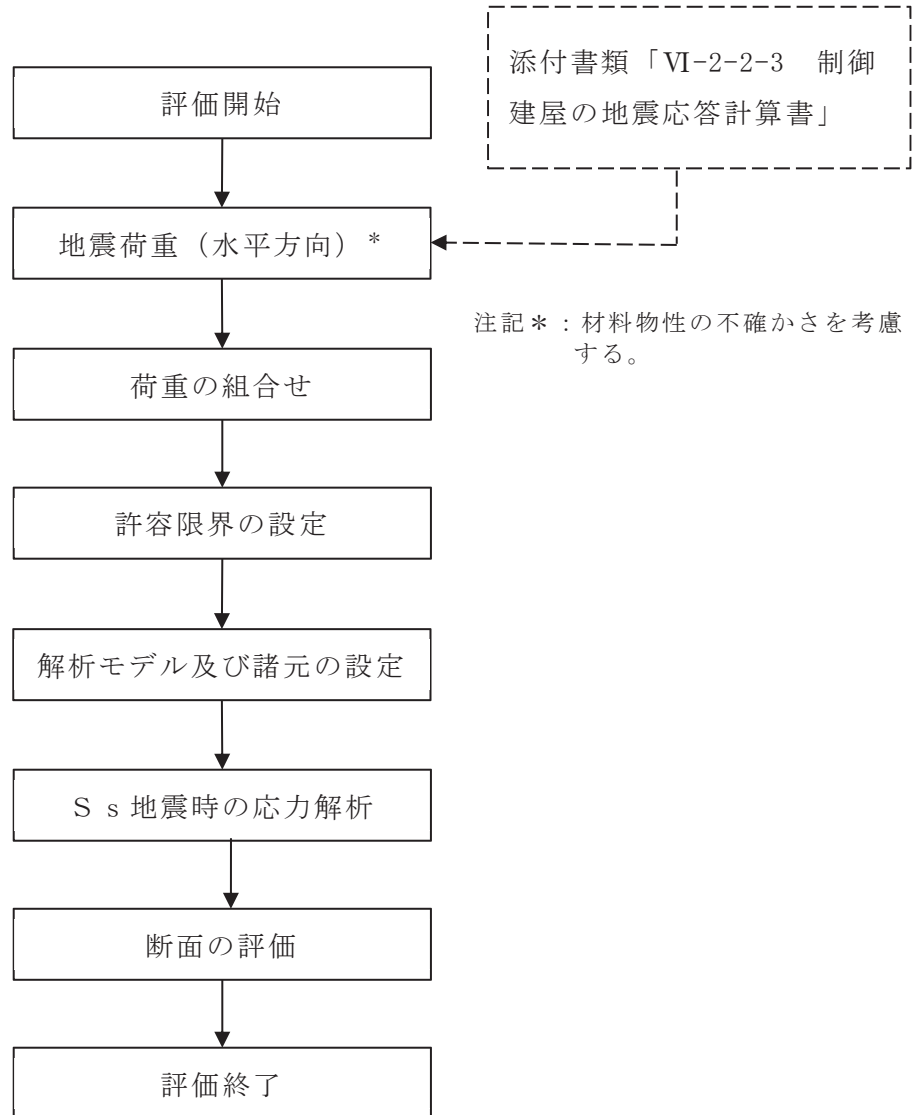 評価開始
添付書類「Ⅵ-2-2-3　制御
建屋の地震応答計算書」
地震荷重（水平方向）*
注記＊：材料物性の不確かさを考慮
する。
荷重の組合せ
許容限界の設定
解析モデル及び諸元の設定
Ｓｓ地震時の応力解析
断面の評価
評価終了